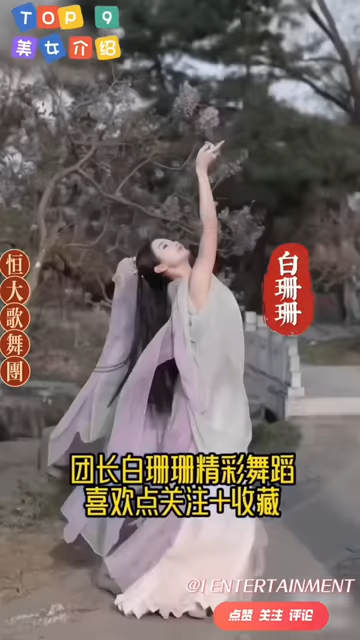 TOP 9
美女介绍
恒大歌舞團
白珊珊
团长白珊珊精彩舞蹈
喜欢点关注+收藏
@I ENTERTAINMENT
点赞 关注 评论